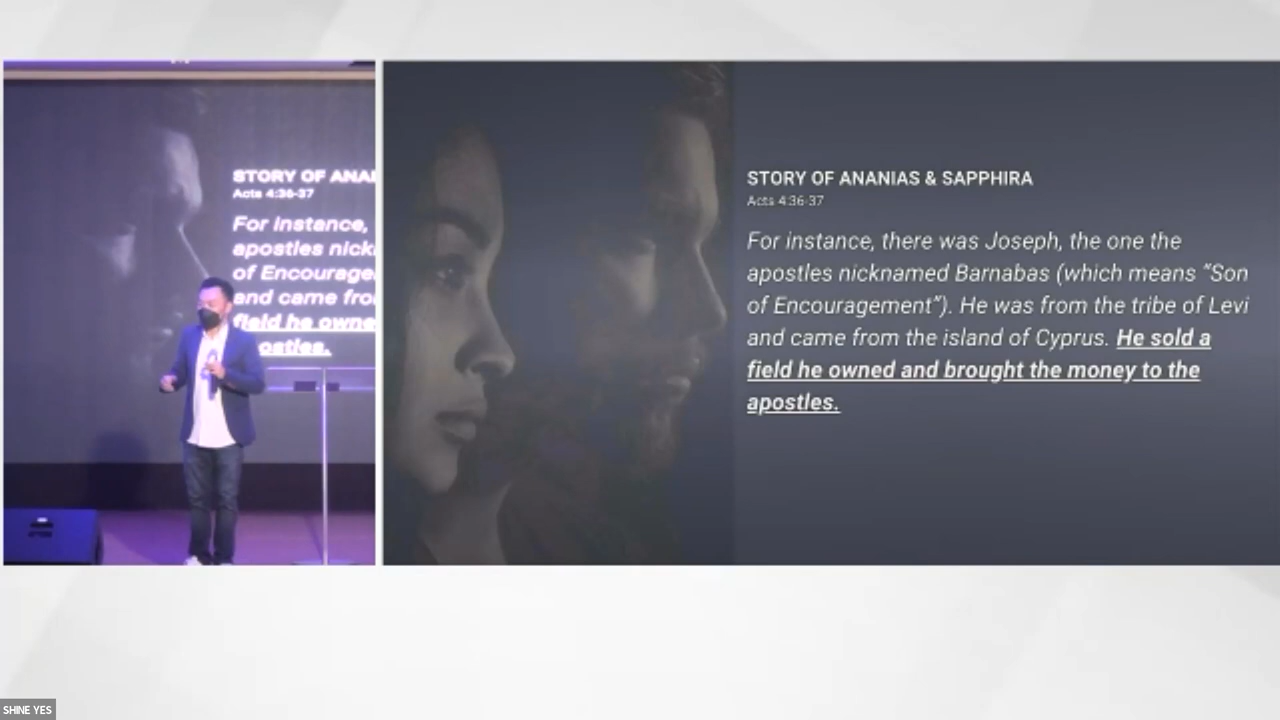 STORY OF ANAN
Acts 4:36-37
For instance,
apostles nick
of Encourage
and came fro
field he owne
ostles.
STORY OF ANANIAS & SAPPHIRA
Acts 4:36-37
For instance, there was Joseph, the one the
apostles nicknamed Barnabas (which means “Son
of Encouragement”). He was from the tribe of Levi
and came from the island of Cyprus. He sold a
field he owned and brought the money to the
apostles.
SHINE YES